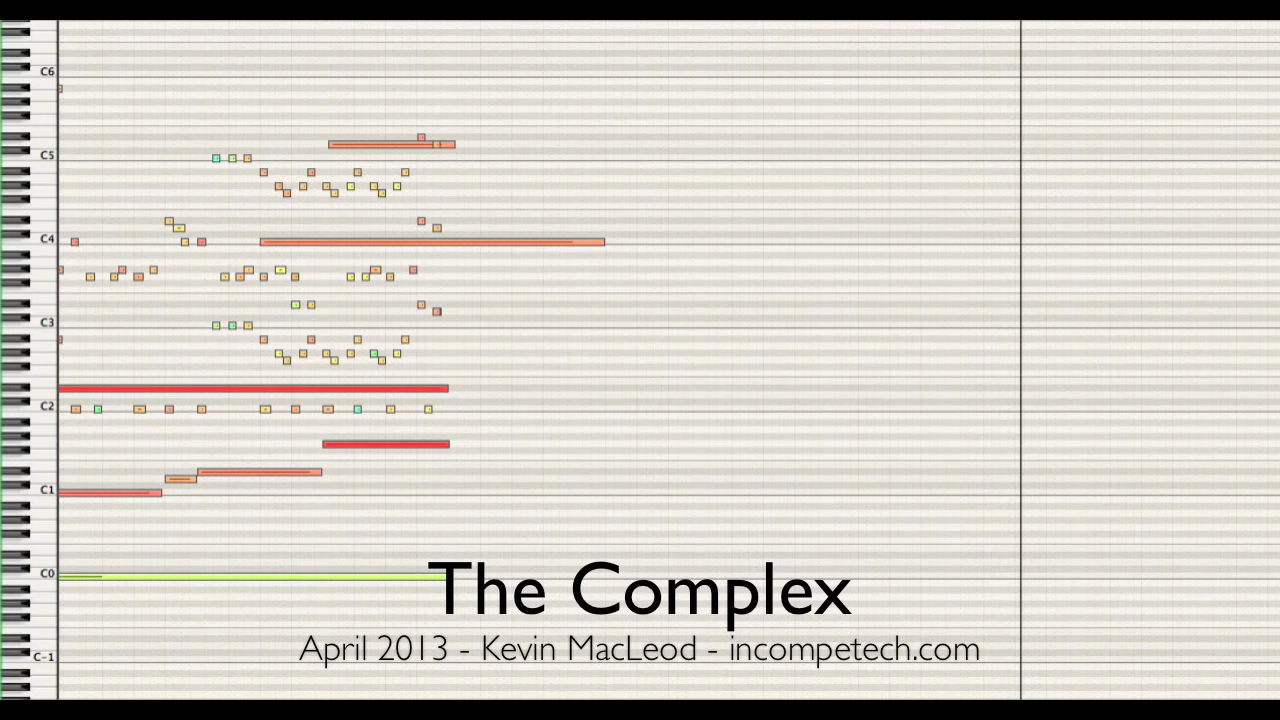 C6
C5
C4
C3
C2
C1
C0
C-1
The Complex
April 2013 - Kevin MacLeod - incompetech.com